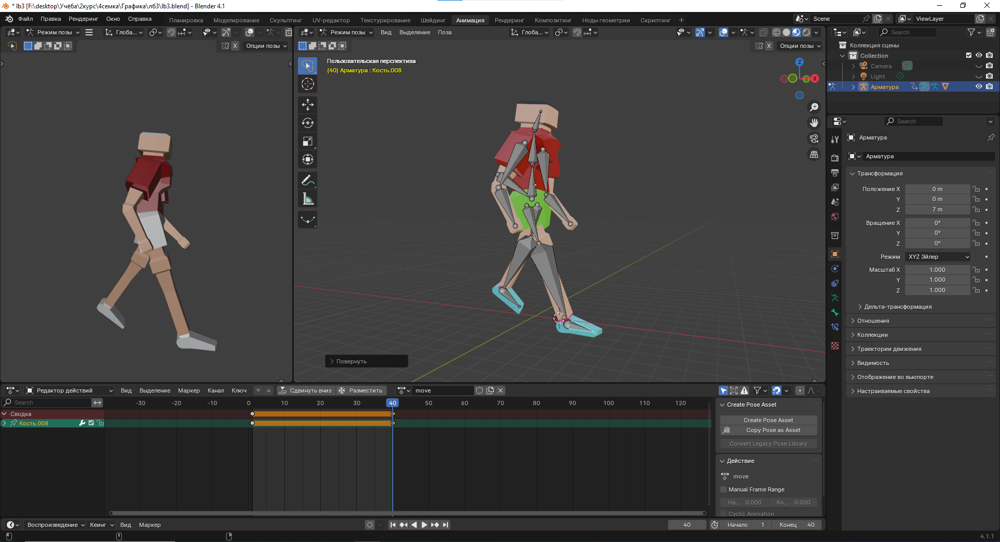 * lb3 [F:\desktop\Учёба\2курс\4семка\Графика\лб3\lb3.blend] - Blender 4.1
Файл Правка Рендеринг Окно Справка Планировка Моделирование Скульптинг UV-редактор Текстурирование Шейдинг Анимация Рендеринг Композитинг Ноды геометрии Скриптинг + Scene ViewLayer
Режим позы Глоба... Режим позы Вид Выделение Поза Глоба... Search
X Опции позы X Опции позы
Коллекция сцены
Collection
Camera
Light
Арматура
Пользовательская перспектива
(40) Арматура : Кость.008
Z
Y
X
Search
Арматура
Арматура
Трансформация
Положение X 0 m
Y 0 m
Z 7 m
Вращение X 0°
Y 0°
Z 0°
Режим XYZ Эйлер
Масштаб X 1.000
Y 1.000
Z 1.000
Дельта-трансформация
Отношения
Коллекции
Траектории движения
Видимость
Отображение во вьюпорте
Настраиваемые свойства
Повернуть
Редактор действий Вид Выделение Маркер Канал Ключ Сдвинуть вниз Разместить move
Search -30 -20 -10 0 10 20 30 40 50 60 70 80 90 100 110 120
Сводка
Кость.008
Create Pose Asset
Create Pose Asset
Copy Pose as Asset
Convert Legacy Pose Library
Действие
move
Manual Frame Range
На... 0.000 Ко... 0.000
Cyclic Animation
Воспроизведение Кеинг Вид Маркер 40 Начало 1 Конец 40
4.1.1